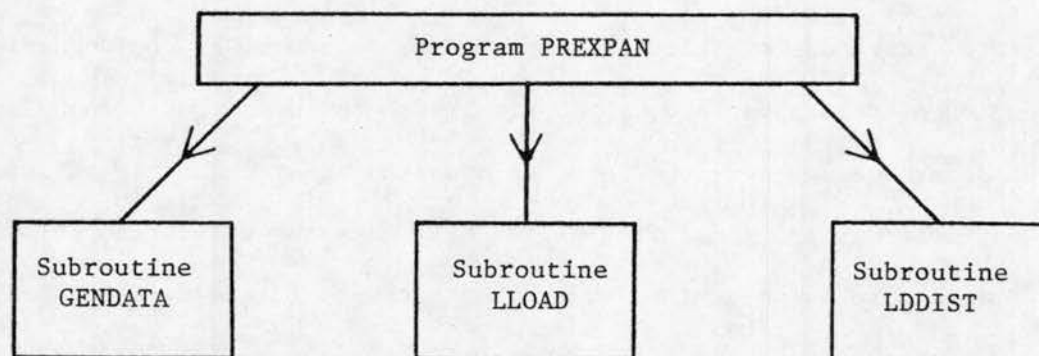 Program PREXPAN
Subroutine
GENDATA
Subroutine
LLOAD
Subroutine
LDDIST